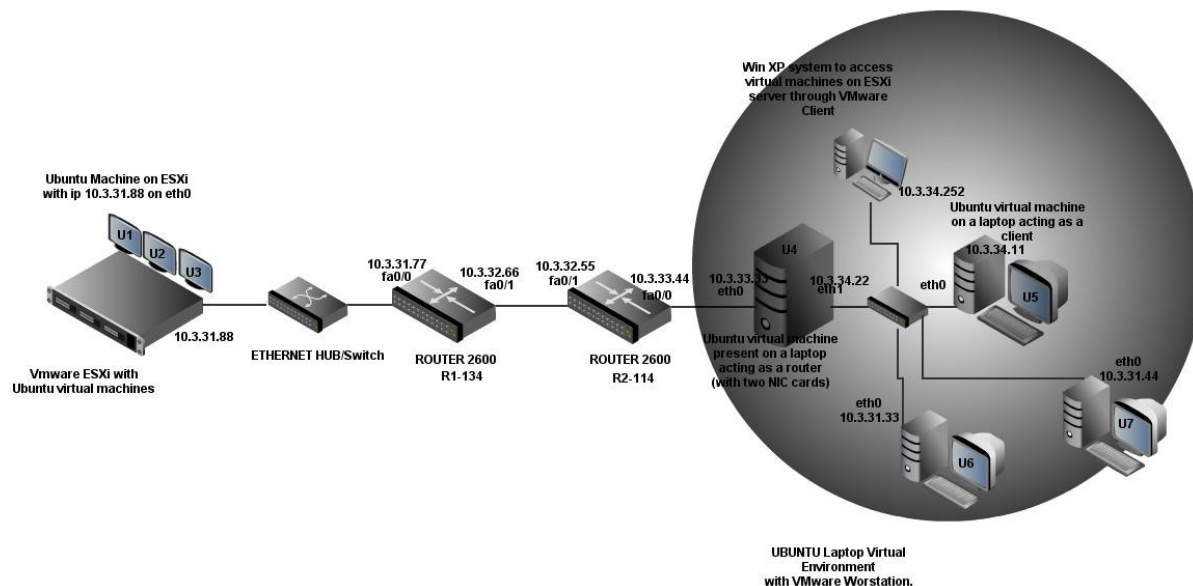 Win XP system to access
virtual machines on ESXi
server through VMware
Client
10.3.34.252
Ubuntu Machine on ESXi
with ip 10.3.31.88 on eth0
U1
U2
U3
10.3.31.88
Vmware ESXi with
Ubuntu virtual machines
ETHERNET HUB/Switch
10.3.31.77
fa0/0
10.3.32.66
fa0/1
ROUTER 2600
R1-134
10.3.32.55
fa0/1
10.3.33.44
fa0/0
ROUTER 2600
R2-114
10.3.33.33
eth0
U4
10.3.34.22
eth1
Ubuntu virtual machine
present on a laptop
acting as a router
(with two NIC cards)
Ubuntu virtual machine
on a laptop acting as a
client
10.3.34.11
eth0
U5
eth0
10.3.31.44
U7
eth0
10.3.31.33
U6
UBUNTU Laptop Virtual
Environment
with VMware Worstation.